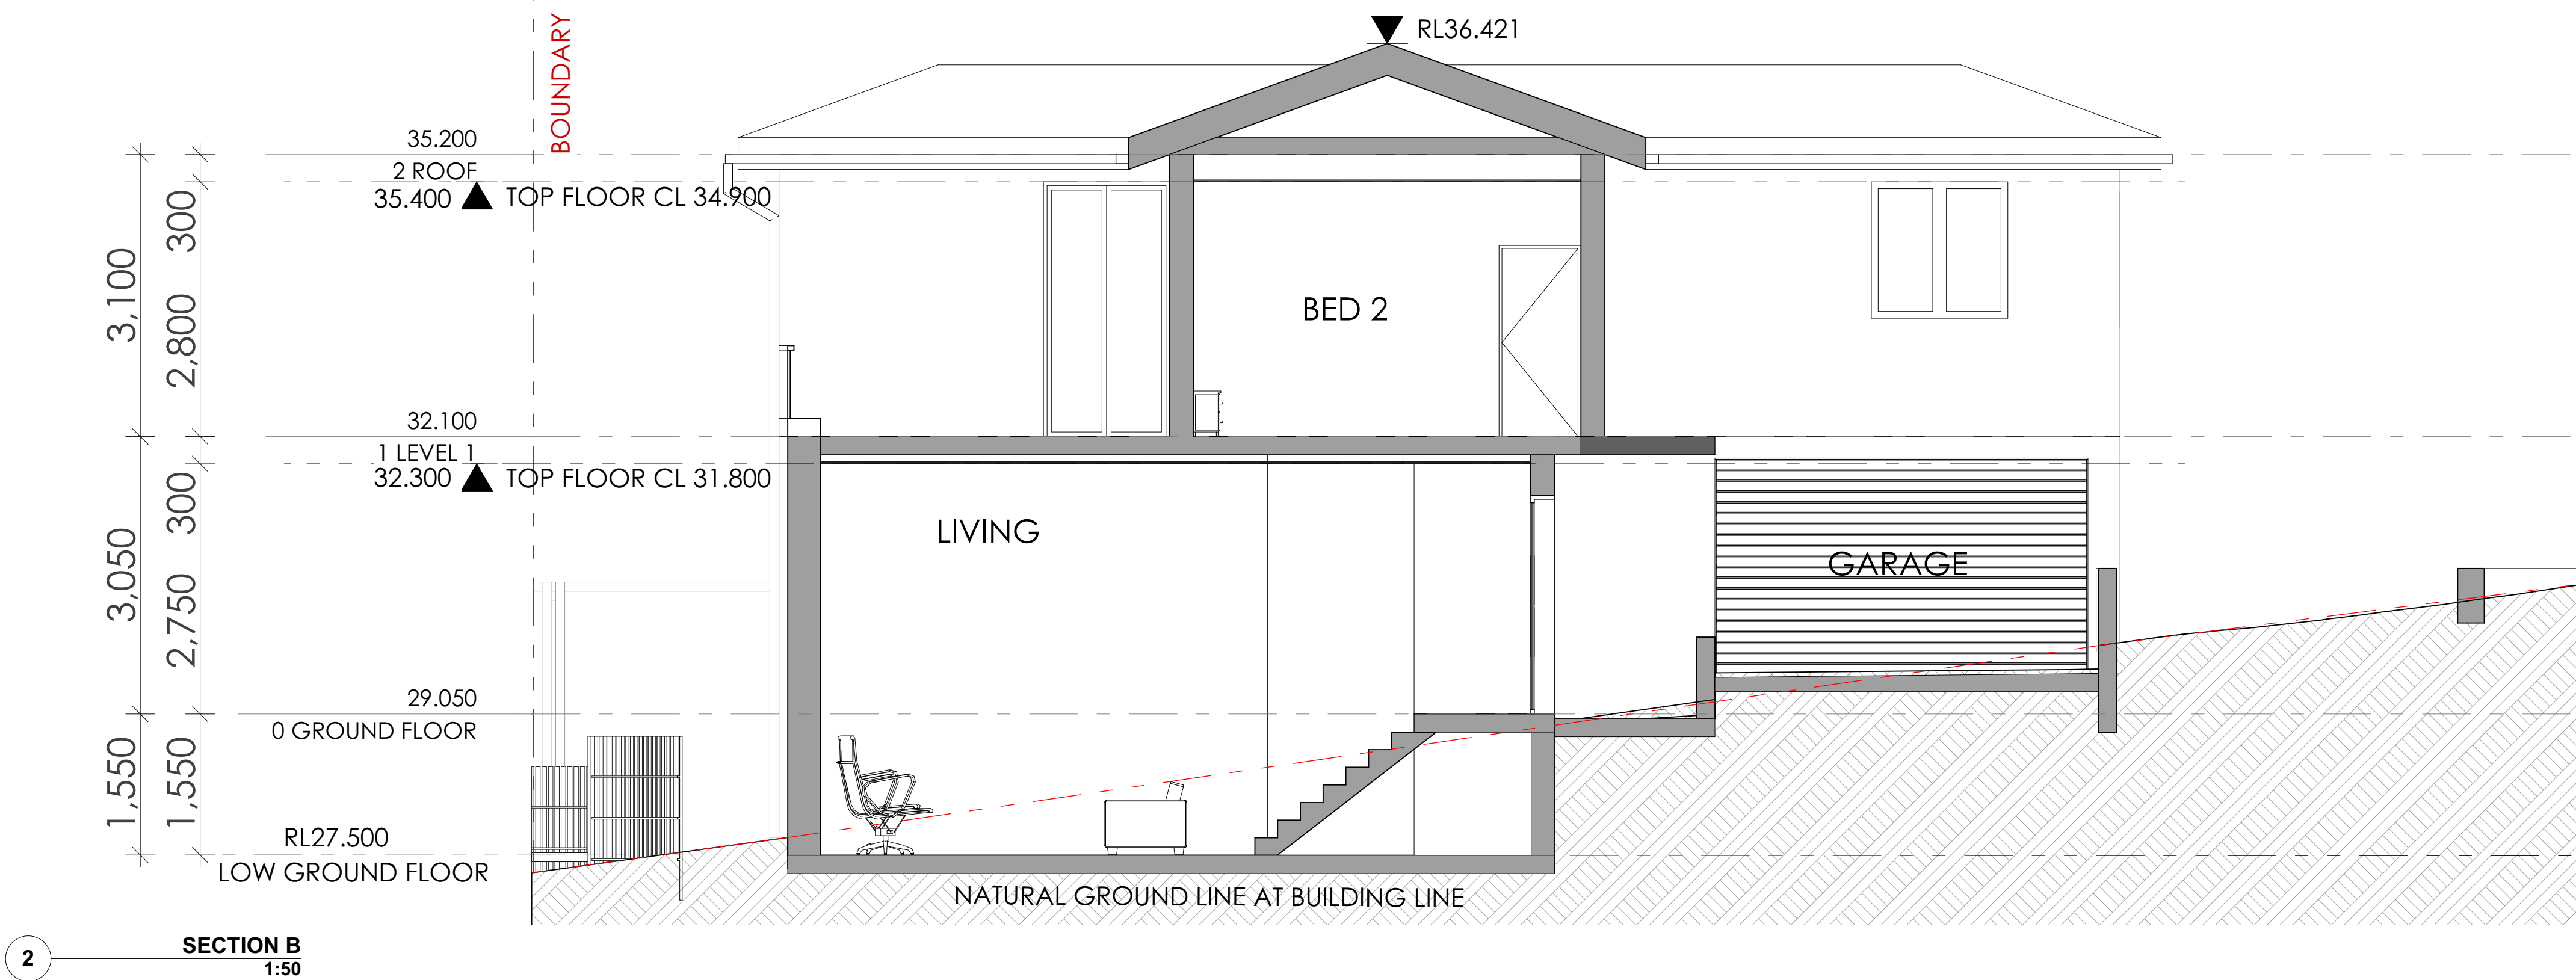 BOUNDARY
RL36.421
35.200
2 ROOF
35.400
TOP FLOOR CL 34.900
300
3,100
2,800
BED 2
32.100
1 LEVEL 1
32.300
TOP FLOOR CL 31.800
300
3,050
2,750
LIVING
GARAGE
29.050
0 GROUND FLOOR
1,550
1,550
RL27.500
LOW GROUND FLOOR
NATURAL GROUND LINE AT BUILDING LINE
2
SECTION B
1:50